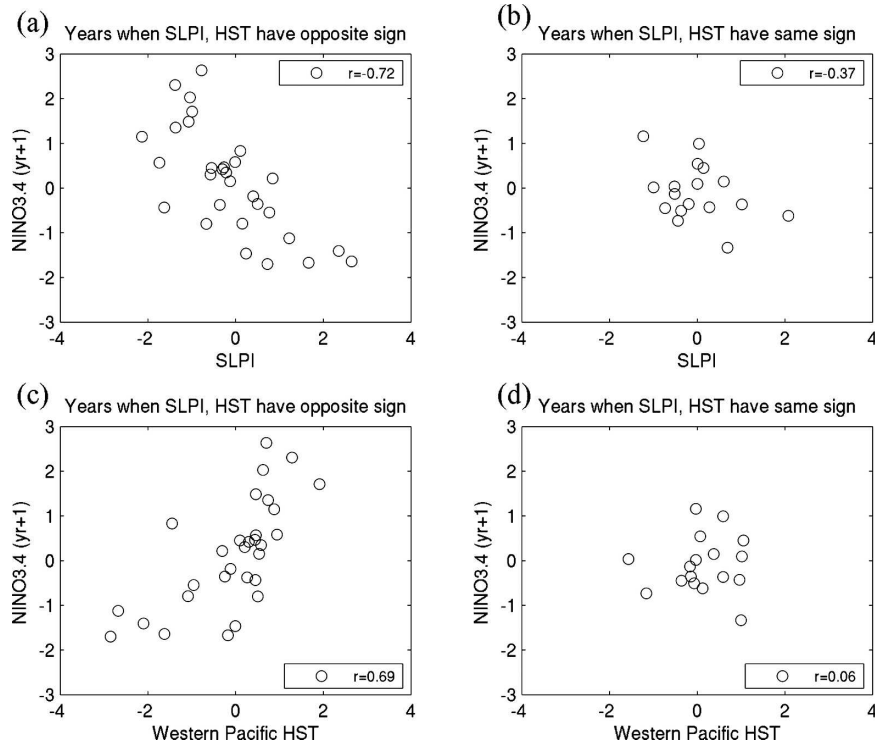 (a)
Years when SLPI, HST have opposite sign
r=-0.72
3
2
1
0
-1
-2
-3
NINO3.4 (yr+1)
-4
-2
0
2
4
SLPI
(b)
Years when SLPI, HST have same sign
r=-0.37
3
2
1
0
-1
-2
-3
NINO3.4 (yr+1)
-4
-2
0
2
4
SLPI
(c)
Years when SLPI, HST have opposite sign
3
2
1
0
-1
-2
-3
NINO3.4 (yr+1)
r=0.69
-4
-2
0
2
4
Western Pacific HST
(d)
Years when SLPI, HST have same sign
3
2
1
0
-1
-2
-3
NINO3.4 (yr+1)
r=0.06
-4
-2
0
2
4
Western Pacific HST